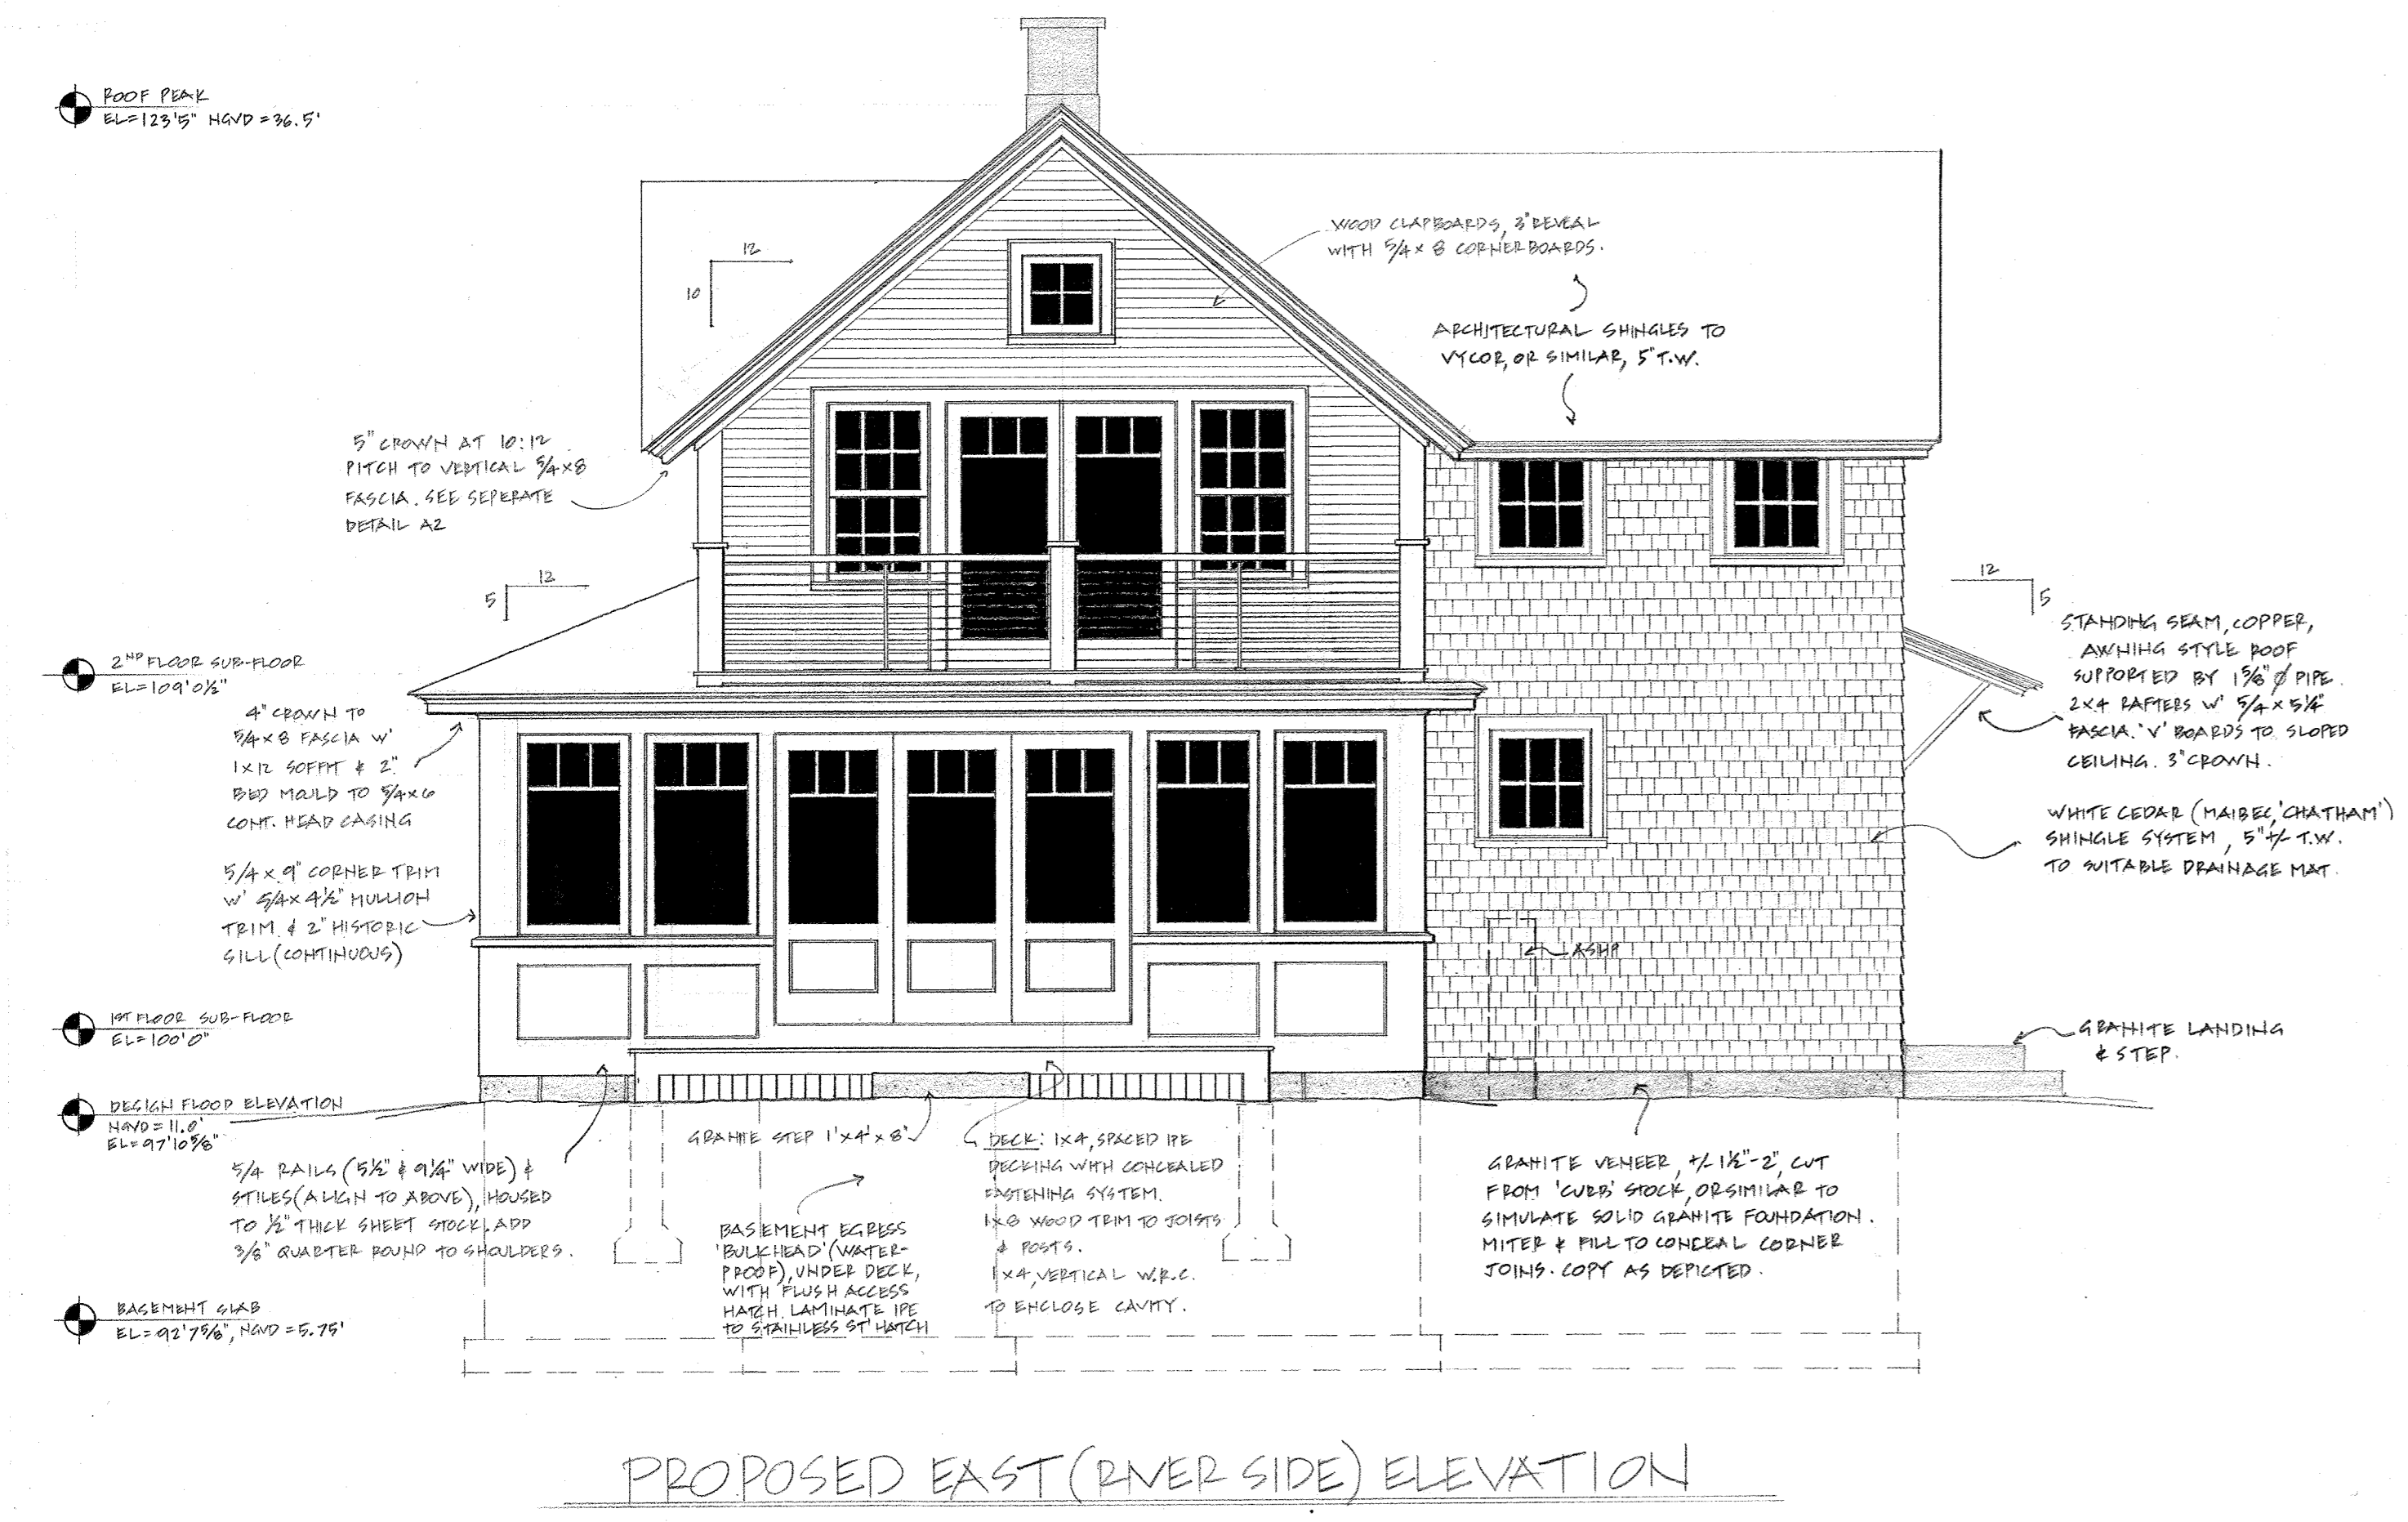 ROOF PEAK
EL=123'5" NGVD=36.5'
12
10
WOOD CLAPBOARDS, 3" REVEAL
WITH 5/4 x 8 CORNERBOARDS.
ARCHITECTURAL SHINGLES TO
VYCOR, OR SIMILAR, 5" T.W.
5" CROWN AT 10:12
PITCH TO VERTICAL 5/4x8
FASCIA. SEE SEPERATE
DETAIL A2
12
5
12
5
STANDING SEAM, COPPER,
AWNING STYLE ROOF
SUPPORTED BY 1 5/8" Ø PIPE.
2x4 RAFTERS W' 5/4 x 5 1/4"
FASCIA. 'V' BOARDS TO SLOPED
CEILING. 3" CROWN.
2ND FLOOR SUB-FLOOR
EL=109'0 1/2"
4" CROWN TO
5/4x8 FASCIA W'
1x12 SOFFIT & 2"
BED MOULD TO 5/4x6
CONT. HEAD CASING
WHITE CEDAR (MAIBEC, 'CHATHAM')
SHINGLE SYSTEM, 5"+/- T.W.
TO SUITABLE DRAINAGE MAT.
5/4 x 9" CORNER TRIM
W' 5/4 x 4 1/2" MULLION
TRIM & 2" HISTORIC
SILL (CONTINUOUS)
ASHP
1ST FLOOR SUB-FLOOR
EL=100'0"
GRANITE LANDING
& STEP.
DESIGN FLOOD ELEVATION
NGVD=11.0'
EL=97'10 5/8"
5/4 RAILS (5 1/2" & 9 1/4" WIDE) &
STILES (ALIGN TO ABOVE), HOUSED
TO 1/2" THICK SHEET STOCK, ADD
3/8" QUARTER ROUND TO SHOULDERS.
GRANITE STEP 1'x4'x8'
BASEMENT EGRESS
'BULKHEAD' (WATER-
PROOF), UNDER DECK,
WITH FLUSH ACCESS
HATCH, LAMINATE IPE
TO STAINLESS ST' HATCH
DECK: 1x4, SPACED IPE
DECKING WITH CONCEALED
FASTENING SYSTEM.
1x8 WOOD TRIM TO JOISTS
& POSTS.
1x4, VERTICAL W.R.C.
TO ENCLOSE CAVITY.
GRANITE VENEER, +/- 1 1/2"-2", CUT
FROM 'CURB' STOCK, OR SIMILAR TO
SIMULATE SOLID GRANITE FOUNDATION.
MITER & FILL TO CONCEAL CORNER
JOINS. COPY AS DEPICTED.
BASEMENT SLAB
EL=92'7 5/8", NGVD=5.75'
PROPOSED EAST (RIVER SIDE) ELEVATION